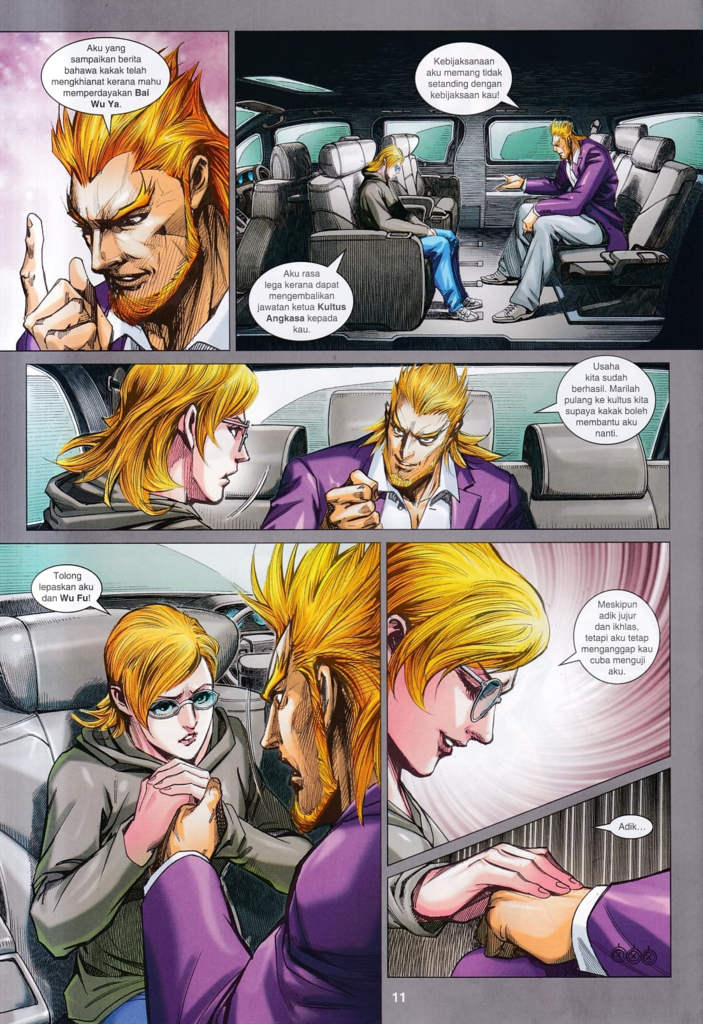 Aku yang
sampaikan berita
bahawa kakak telah
mengkhianat kerana mahu
memperdayakan Bai
Wu Ya.
Kebijaksanaan
aku memang tidak
setanding dengan
kebijaksaan kau!
Aku rasa
lega kerana dapat
mengembalikan
jawatan ketua Kultus
Angkasa kepada
kau.
Usaha
kita sudah
berhasil. Marilah
pulang ke kultus kita
supaya kakak boleh
membantu aku
nanti.
Tolong
lepaskan aku
dan Wu Fu!
Meskipun
adik jujur
dan ikhlas,
tetapi aku tetap
menganggap kau
cuba menguji
aku.
Adik...
11